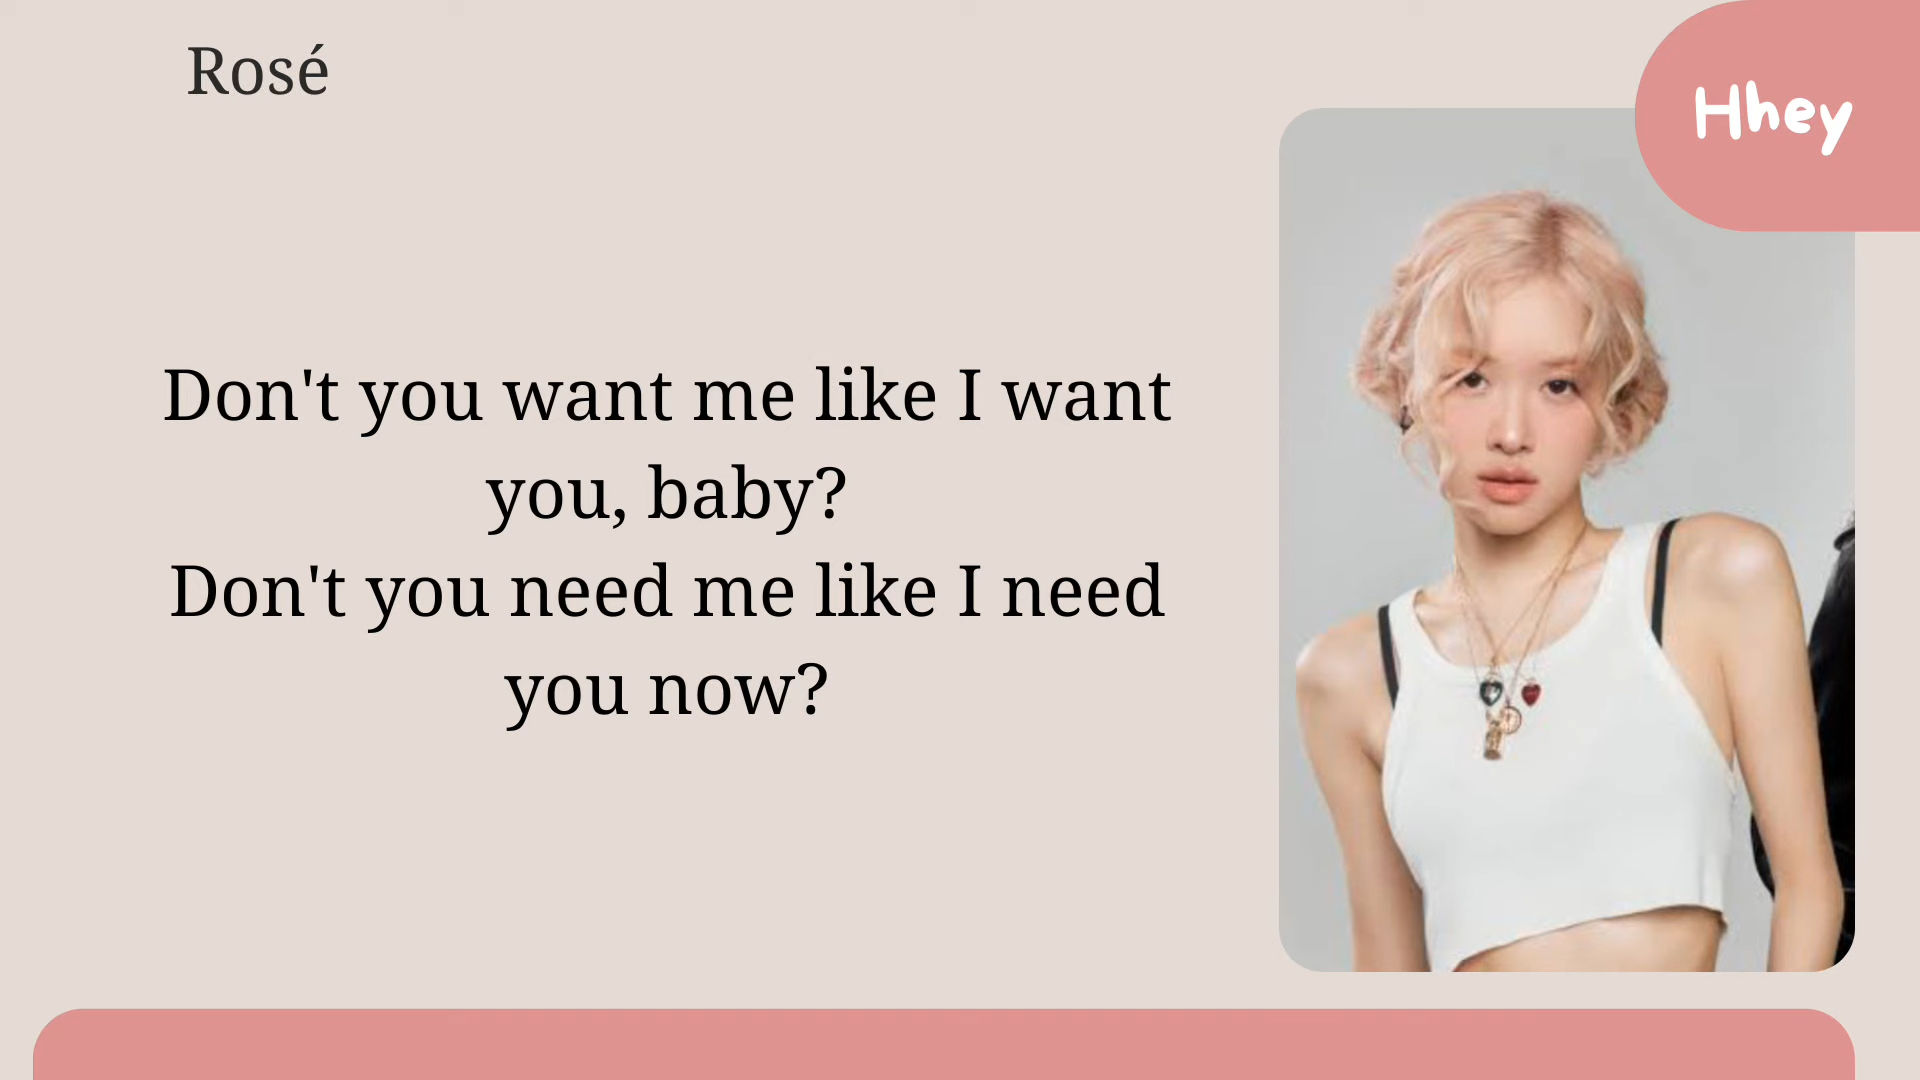 Rosé
Hhey
Don't you want me like I want
you, baby?
Don't you need me like I need
you now?